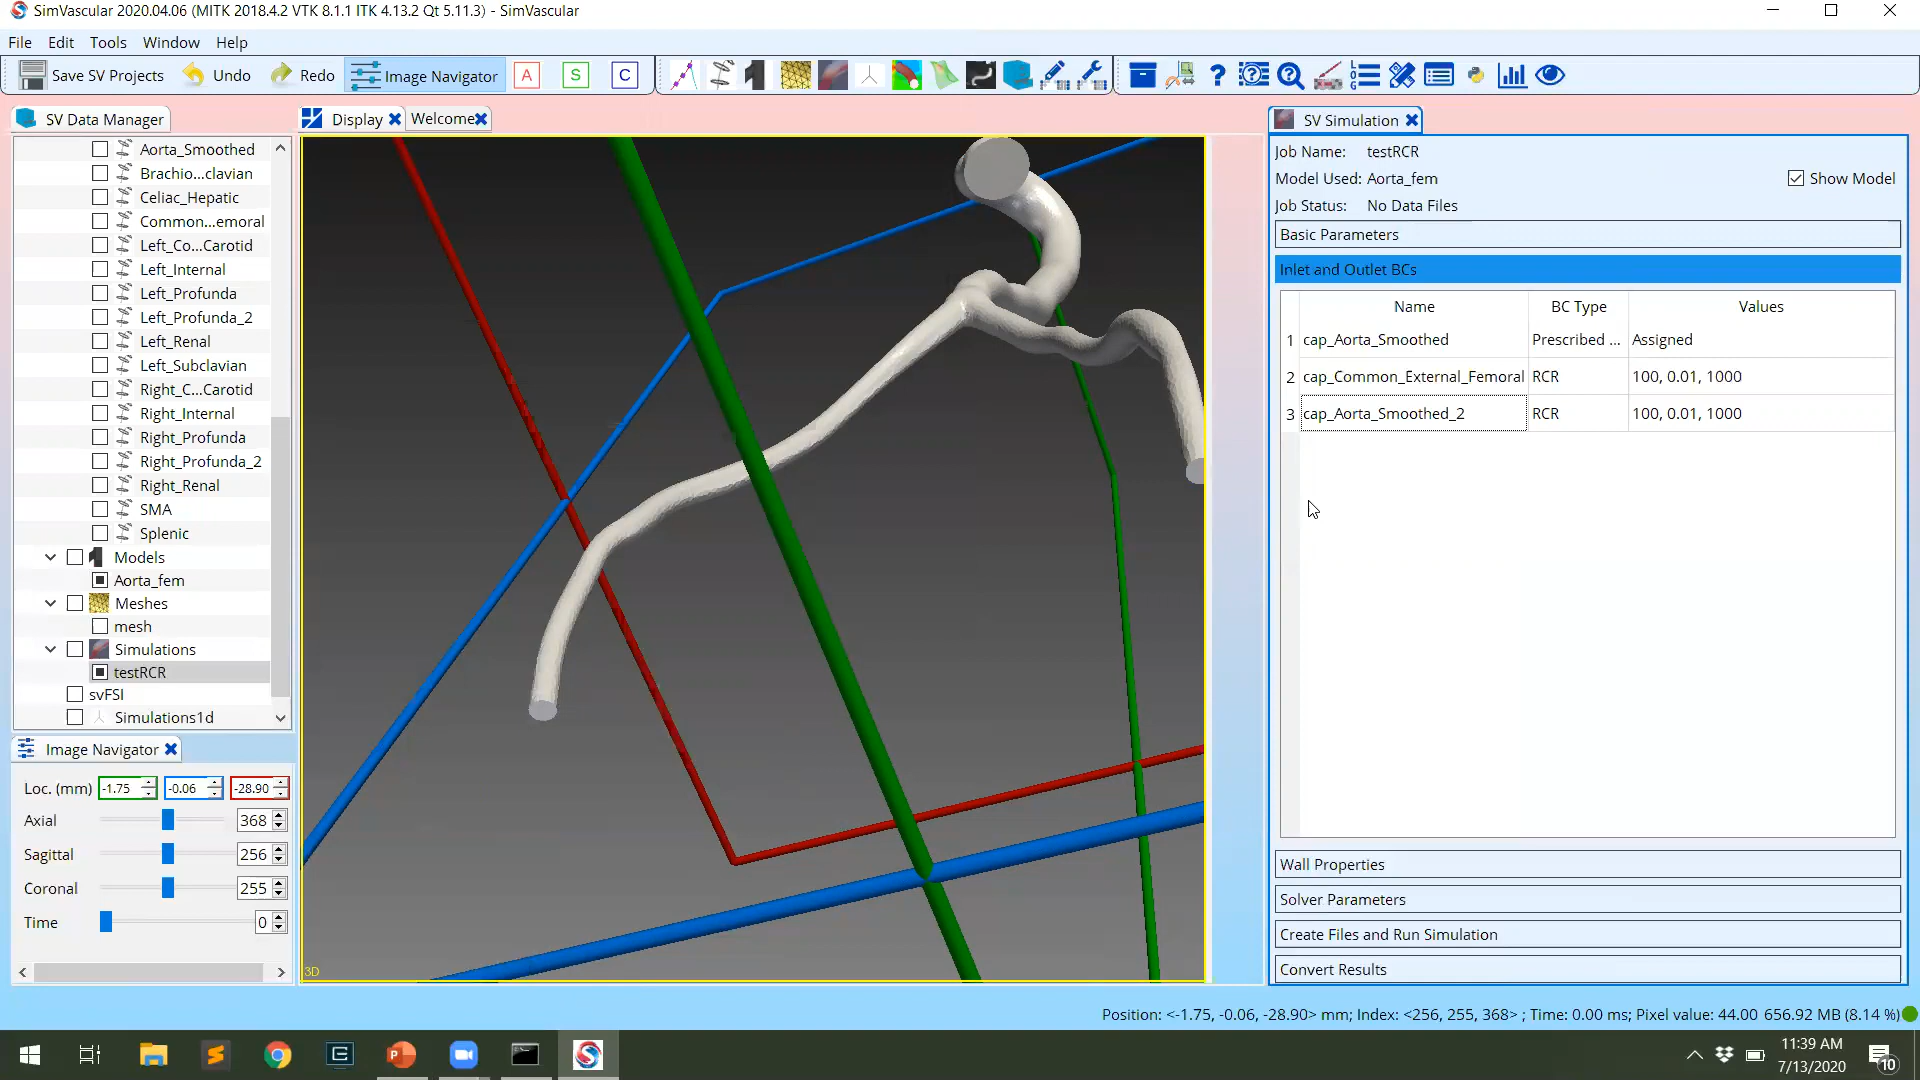 SimVascular 2020.04.06 (MITK 2018.4.2 VTK 8.1.1 ITK 4.13.2 Qt 5.11.3) - SimVascular
File Edit Tools Window Help
Save SV Projects Undo Redo Image Navigator A S C
SV Data Manager
Aorta_Smoothed
Brachio...clavian
Celiac_Hepatic
Common...emoral
Left_Co...Carotid
Left_Internal
Left_Profunda
Left_Profunda_2
Left_Renal
Left_Subclavian
Right_C...Carotid
Right_Internal
Right_Profunda
Right_Profunda_2
Right_Renal
SMA
Splenic
Models
Aorta_fem
Meshes
mesh
Simulations
testRCR
svFSI
Simulations1d
Image Navigator
Loc. (mm) -1.75 -0.06 -28.90
Axial 368
Sagittal 256
Coronal 255
Time 0
Display Welcome
3D
SV Simulation
Job Name: testRCR
Model Used: Aorta_fem Show Model
Job Status: No Data Files
Basic Parameters
Inlet and Outlet BCs
Name BC Type Values
1 cap_Aorta_Smoothed Prescribed ... Assigned
2 cap_Common_External_Femoral RCR 100, 0.01, 1000
3 cap_Aorta_Smoothed_2 RCR 100, 0.01, 1000
Wall Properties
Solver Parameters
Create Files and Run Simulation
Convert Results
Position: <-1.75, -0.06, -28.90> mm; Index: <256, 255, 368> ; Time: 0.00 ms; Pixel value: 44.00 656.92 MB (8.14 %)
11:39 AM
7/13/2020
10